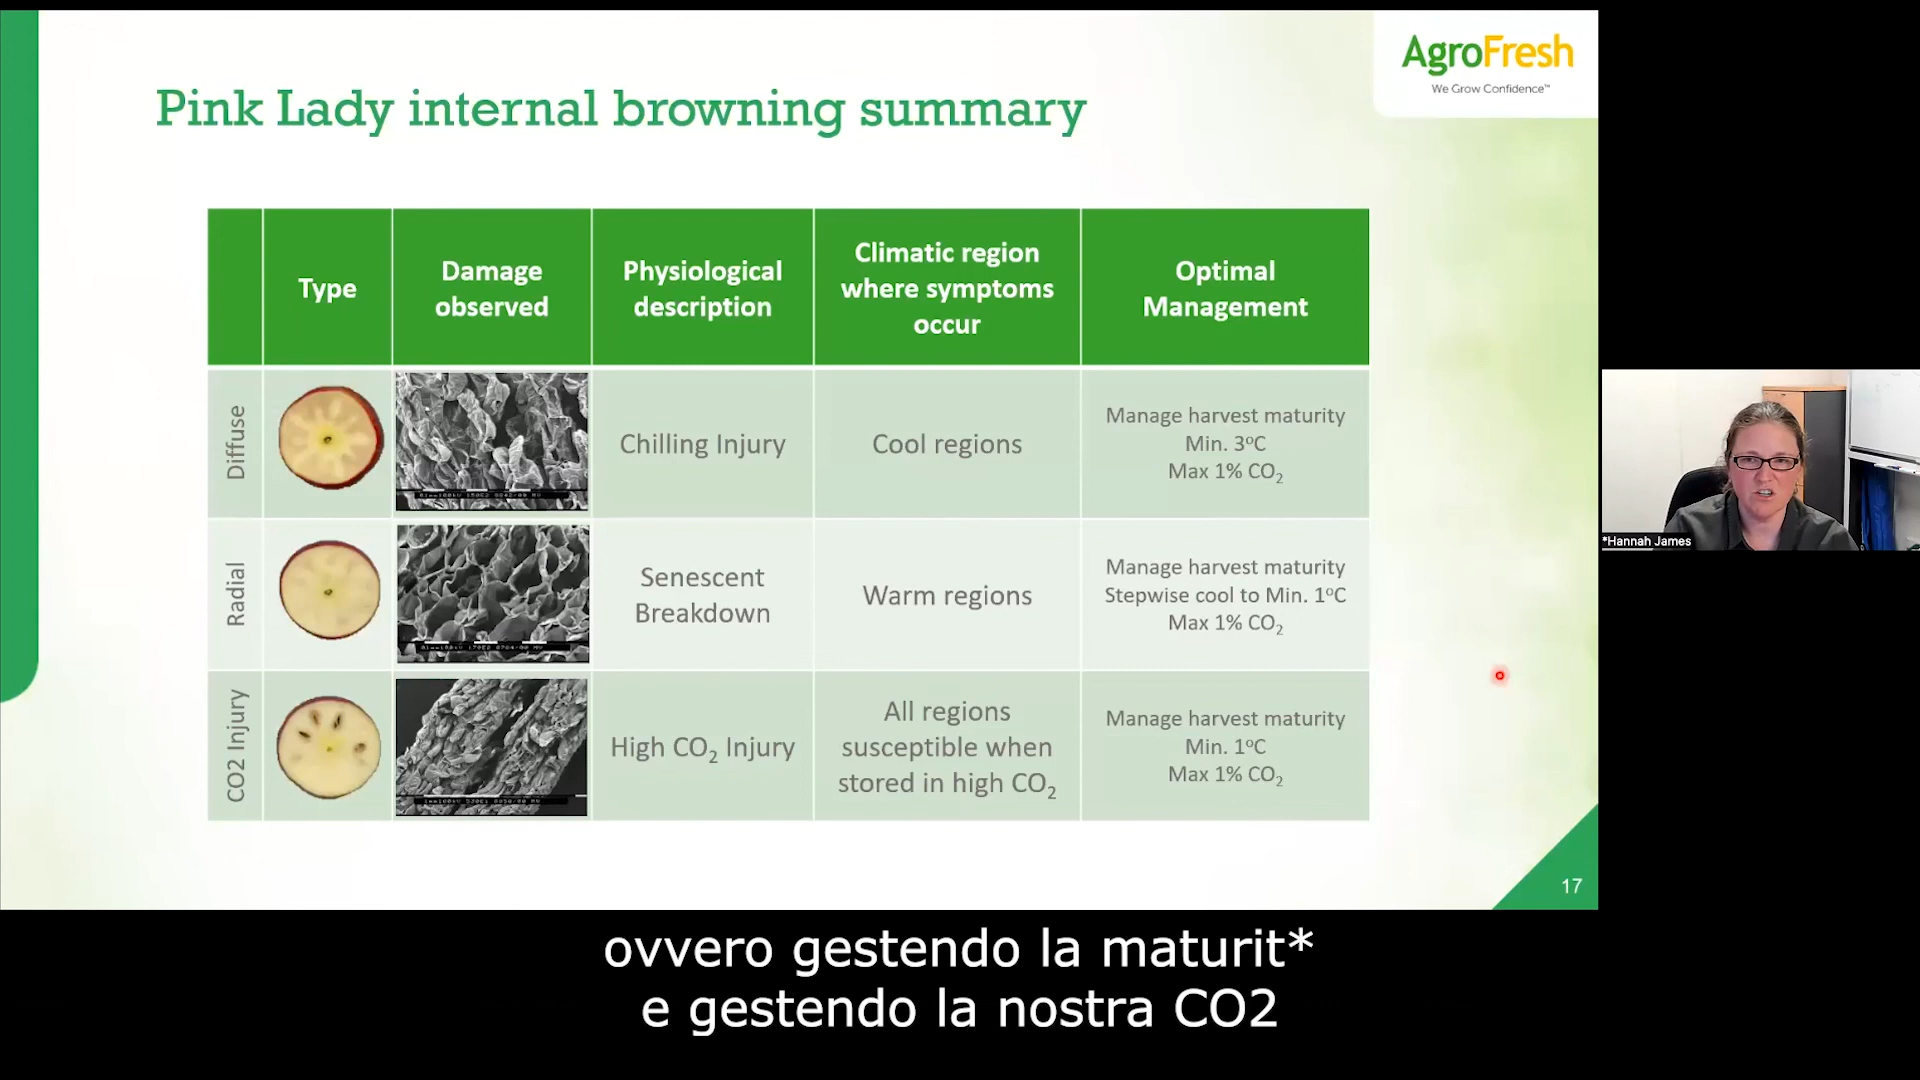 AgroFresh
We Grow Confidence™
Pink Lady internal browning summary
Type
Damage
observed
Physiological
description
Climatic region
where symptoms
occur
Optimal
Management
Diffuse
Chilling Injury
Cool regions
Manage harvest maturity
Min. 3ºC
Max 1% CO₂
Radial
Senescent
Breakdown
Warm regions
Manage harvest maturity
Stepwise cool to Min. 1ºC
Max 1% CO₂
CO2 Injury
High CO₂ Injury
All regions
susceptible when
stored in high CO₂
Manage harvest maturity
Min. 1ºC
Max 1% CO₂
*Hannah James
17
ovvero gestendo la maturit*
e gestendo la nostra CO2